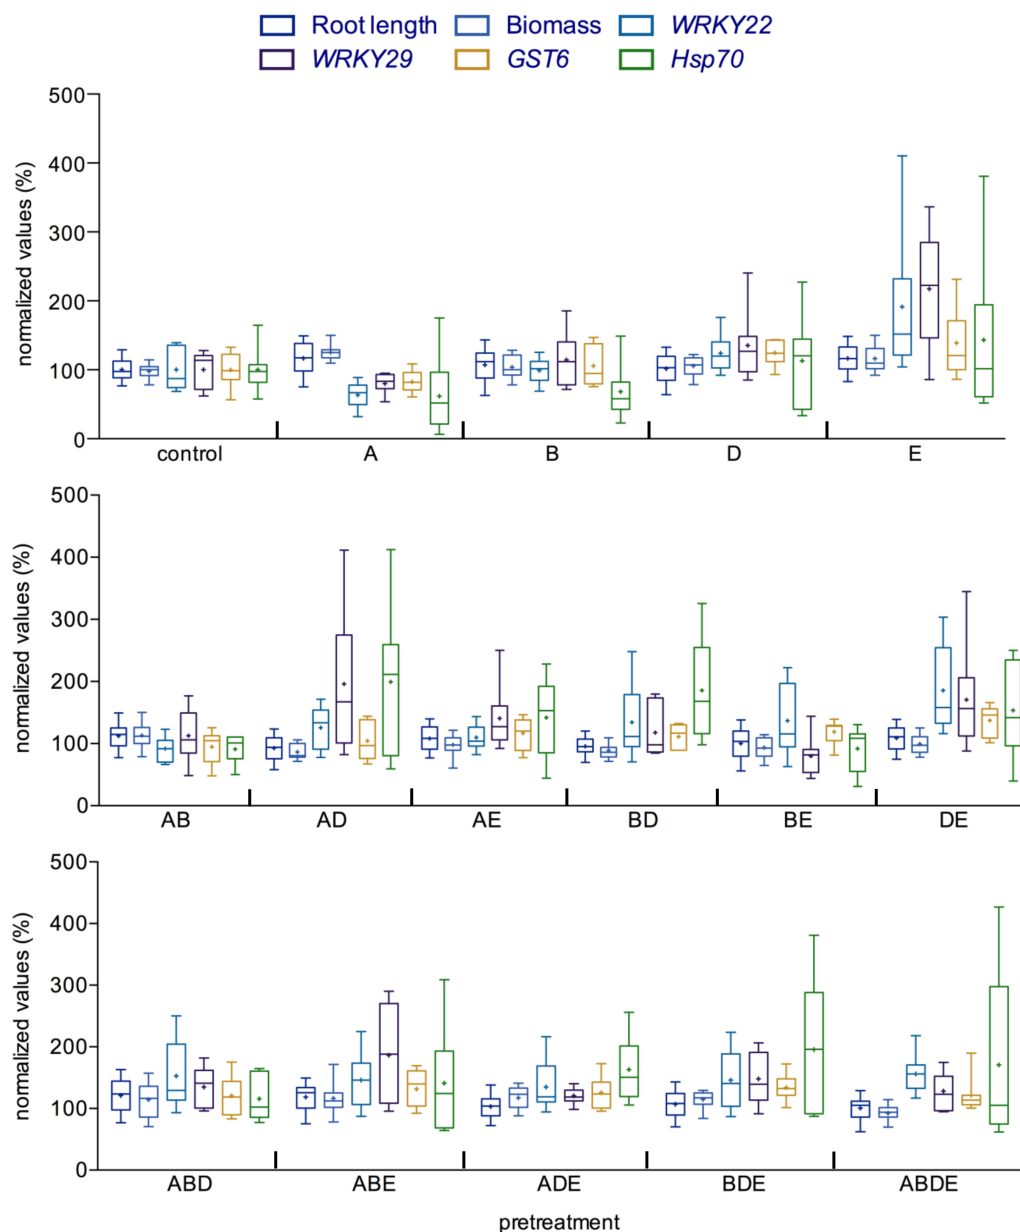 Root length Biomass WRKY22
WRKY29 GST6 Hsp70
normalized values (%)
500
400
300
200
100
0
control A B D E
normalized values (%)
500
400
300
200
100
0
AB AD AE BD BE DE
normalized values (%)
500
400
300
200
100
0
ABD ABE ADE BDE ABDE
pretreatment